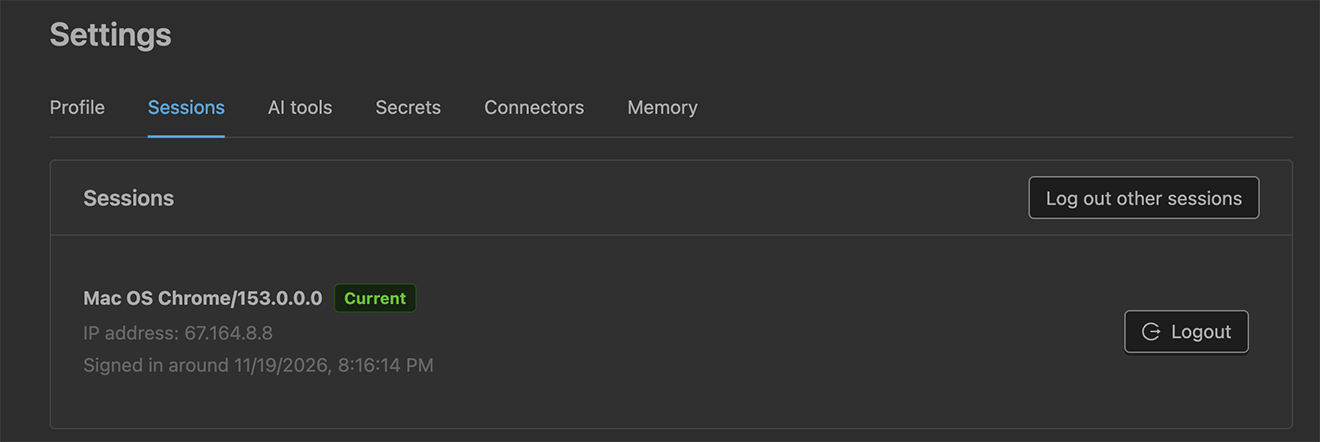 Settings
Profile Sessions AI tools Secrets Connectors Memory
Sessions Log out other sessions
Mac OS Chrome/153.0.0.0 Current
IP address: 67.164.8.8
Logout
Signed in around 11/19/2026, 8:16:14 PM